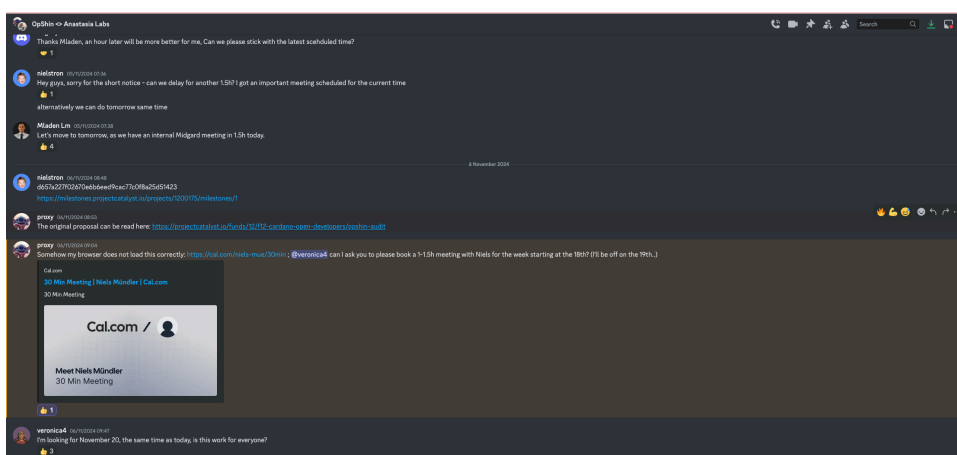 OpShin <> Anastasia Labs
Search
Thanks Mladen, an hour later will be more better for me, Can we please stick with the latest scehduled time?
1
nielstron 05/11/2024 07:36
Hey guys, sorry for the short notice - can we delay for another 1.5h? I got an important meeting scheduled for the current time
1
alternatively we can do tomorrow same time
Mladen Lm 05/11/2024 07:38
Let's move to tomorrow, as we have an internal Midgard meeting in 1.5h today.
4
6 November 2024
nielstron 06/11/2024 08:48
d657a227f02670e6b6eed9cac77c0f8a25d51423
https://milestones.projectcatalyst.io/projects/1200175/milestones/1
proxy 06/11/2024 08:53
The original proposal can be read here: https://projectcatalyst.io/funds/12/f12-cardano-open-developers/opshin-audit
proxy 06/11/2024 09:04
Somehow my browser does not load this correctly: https://cal.com/niels-mue/30min ; @veronica4 can I ask you to please book a 1-1.5h meeting with Niels for the week starting at the 18th? (I'll be off on the 19th..)
Cal.com
30 Min Meeting | Niels Mündler | Cal.com
30 Min Meeting
Cal.com /
Meet Niels Mündler
30 Min Meeting
1
veronica4 06/11/2024 09:47
I'm looking for November 20, the same time as today, is this work for everyone?
3